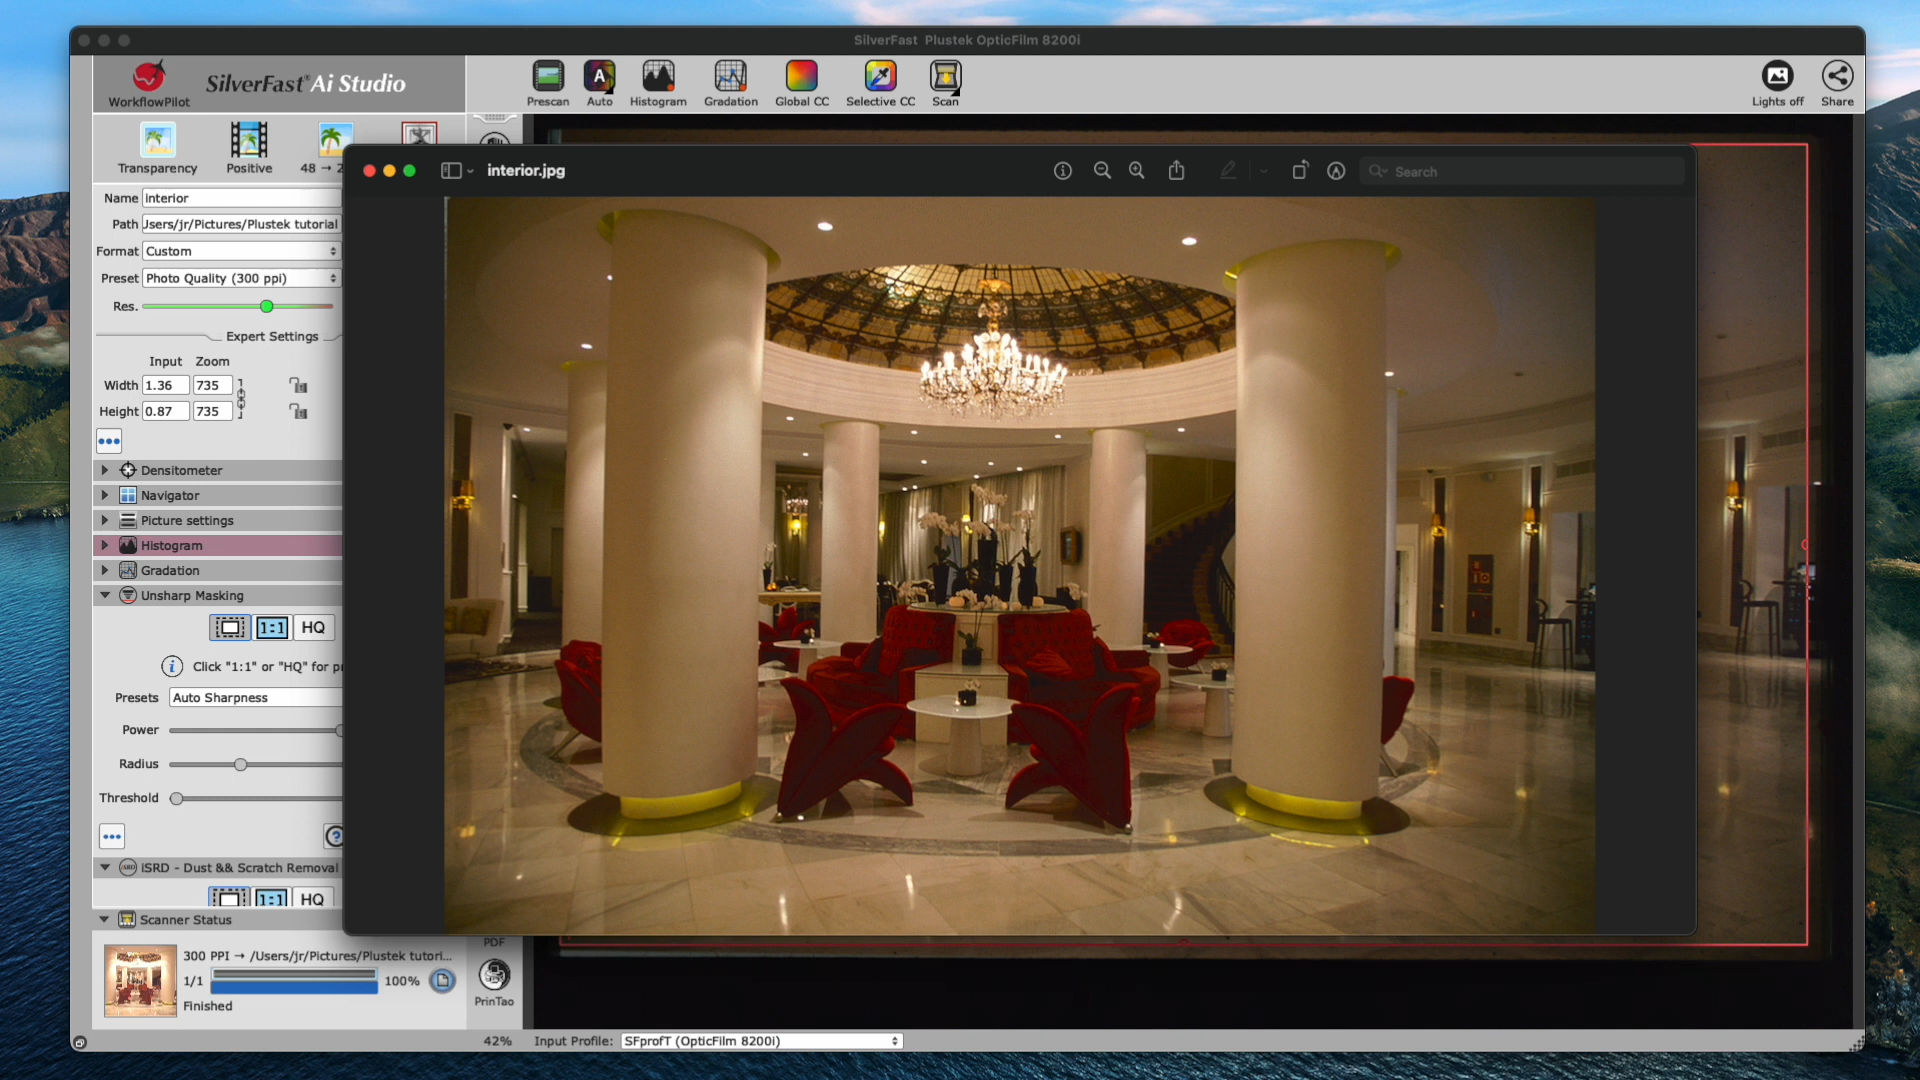 SilverFast Plustek OpticFilm 8200i
WorkflowPilot
SilverFast® Ai Studio
Prescan
Auto
Histogram
Gradation
Global CC
Selective CC
Scan
Lights off
Share
Transparency
Positive
48 → 2
interior.jpg
Search
Name interior
Path Jsers/jr/Pictures/Plustek tutorial
Format Custom
Preset Photo Quality (300 ppi)
Res.
Expert Settings
Input Zoom
Width 1.36 735
Height 0.87 735
Densitometer
Navigator
Picture settings
Histogram
Gradation
Unsharp Masking
1:1 HQ
Click "1:1" or "HQ" for pr
Presets Auto Sharpness
Power
Radius
Threshold
iSRD - Dust && Scratch Removal
1:1 HQ
Scanner Status
300 PPI → /Users/jr/Pictures/Plustek tutori...
1/1 100%
Finished
PDF
PrinTao
42% Input Profile: SFprofT (OpticFilm 8200i)